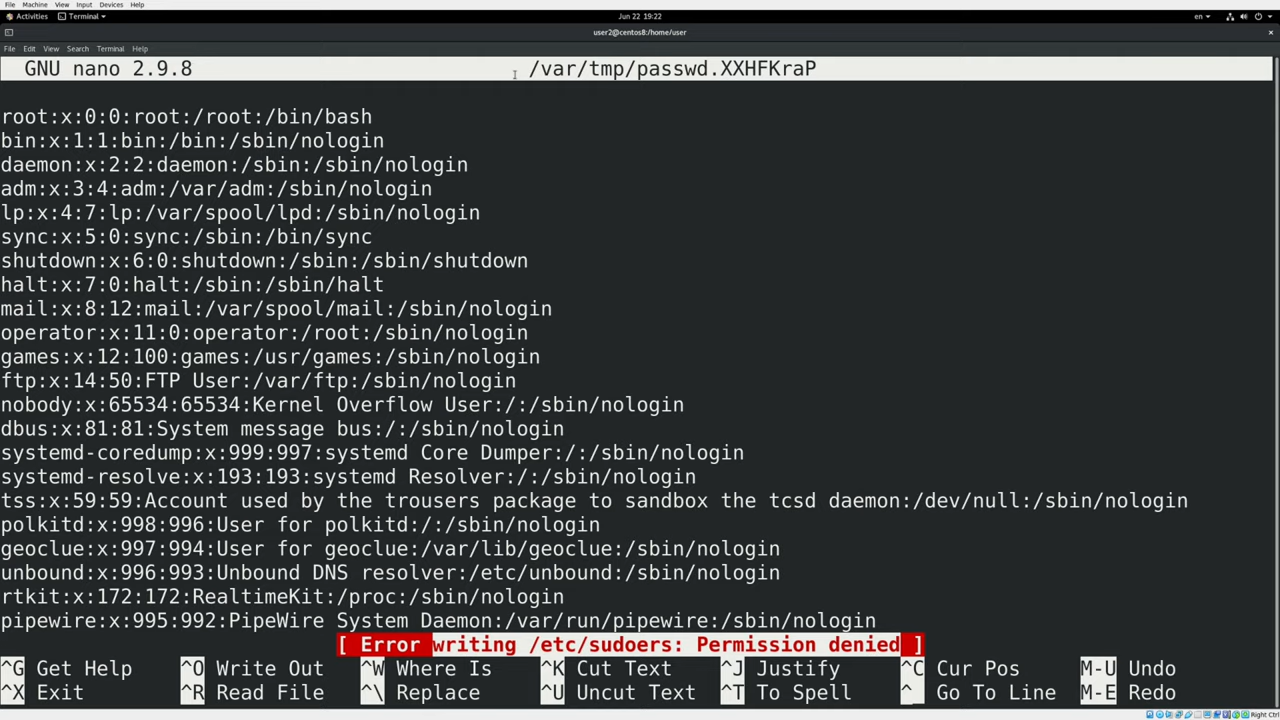 File Machine View Input Devices Help
Activities Terminal Jun 22 19:22 en
user2@centos8:/home/user
File Edit View Search Terminal Help
GNU nano 2.9.8 /var/tmp/passwd.XXHFKraP
root:x:0:0:root:/root:/bin/bash
bin:x:1:1:bin:/bin:/sbin/nologin
daemon:x:2:2:daemon:/sbin:/sbin/nologin
adm:x:3:4:adm:/var/adm:/sbin/nologin
lp:x:4:7:lp:/var/spool/lpd:/sbin/nologin
sync:x:5:0:sync:/sbin:/bin/sync
shutdown:x:6:0:shutdown:/sbin:/sbin/shutdown
halt:x:7:0:halt:/sbin:/sbin/halt
mail:x:8:12:mail:/var/spool/mail:/sbin/nologin
operator:x:11:0:operator:/root:/sbin/nologin
games:x:12:100:games:/usr/games:/sbin/nologin
ftp:x:14:50:FTP User:/var/ftp:/sbin/nologin
nobody:x:65534:65534:Kernel Overflow User:/:/sbin/nologin
dbus:x:81:81:System message bus:/:/sbin/nologin
systemd-coredump:x:999:997:systemd Core Dumper:/:/sbin/nologin
systemd-resolve:x:193:193:systemd Resolver:/:/sbin/nologin
tss:x:59:59:Account used by the trousers package to sandbox the tcsd daemon:/dev/null:/sbin/nologin
polkitd:x:998:996:User for polkitd:/:/sbin/nologin
geoclue:x:997:994:User for geoclue:/var/lib/geoclue:/sbin/nologin
unbound:x:996:993:Unbound DNS resolver:/etc/unbound:/sbin/nologin
rtkit:x:172:172:RealtimeKit:/proc:/sbin/nologin
pipewire:x:995:992:PipeWire System Daemon:/var/run/pipewire:/sbin/nologin
[ Error writing /etc/sudoers: Permission denied ]
^G Get Help ^O Write Out ^W Where Is ^K Cut Text ^J Justify ^C Cur Pos M-U Undo
^X Exit ^R Read File ^\ Replace ^U Uncut Text ^T To Spell ^_ Go To Line M-E Redo
Right Ctrl